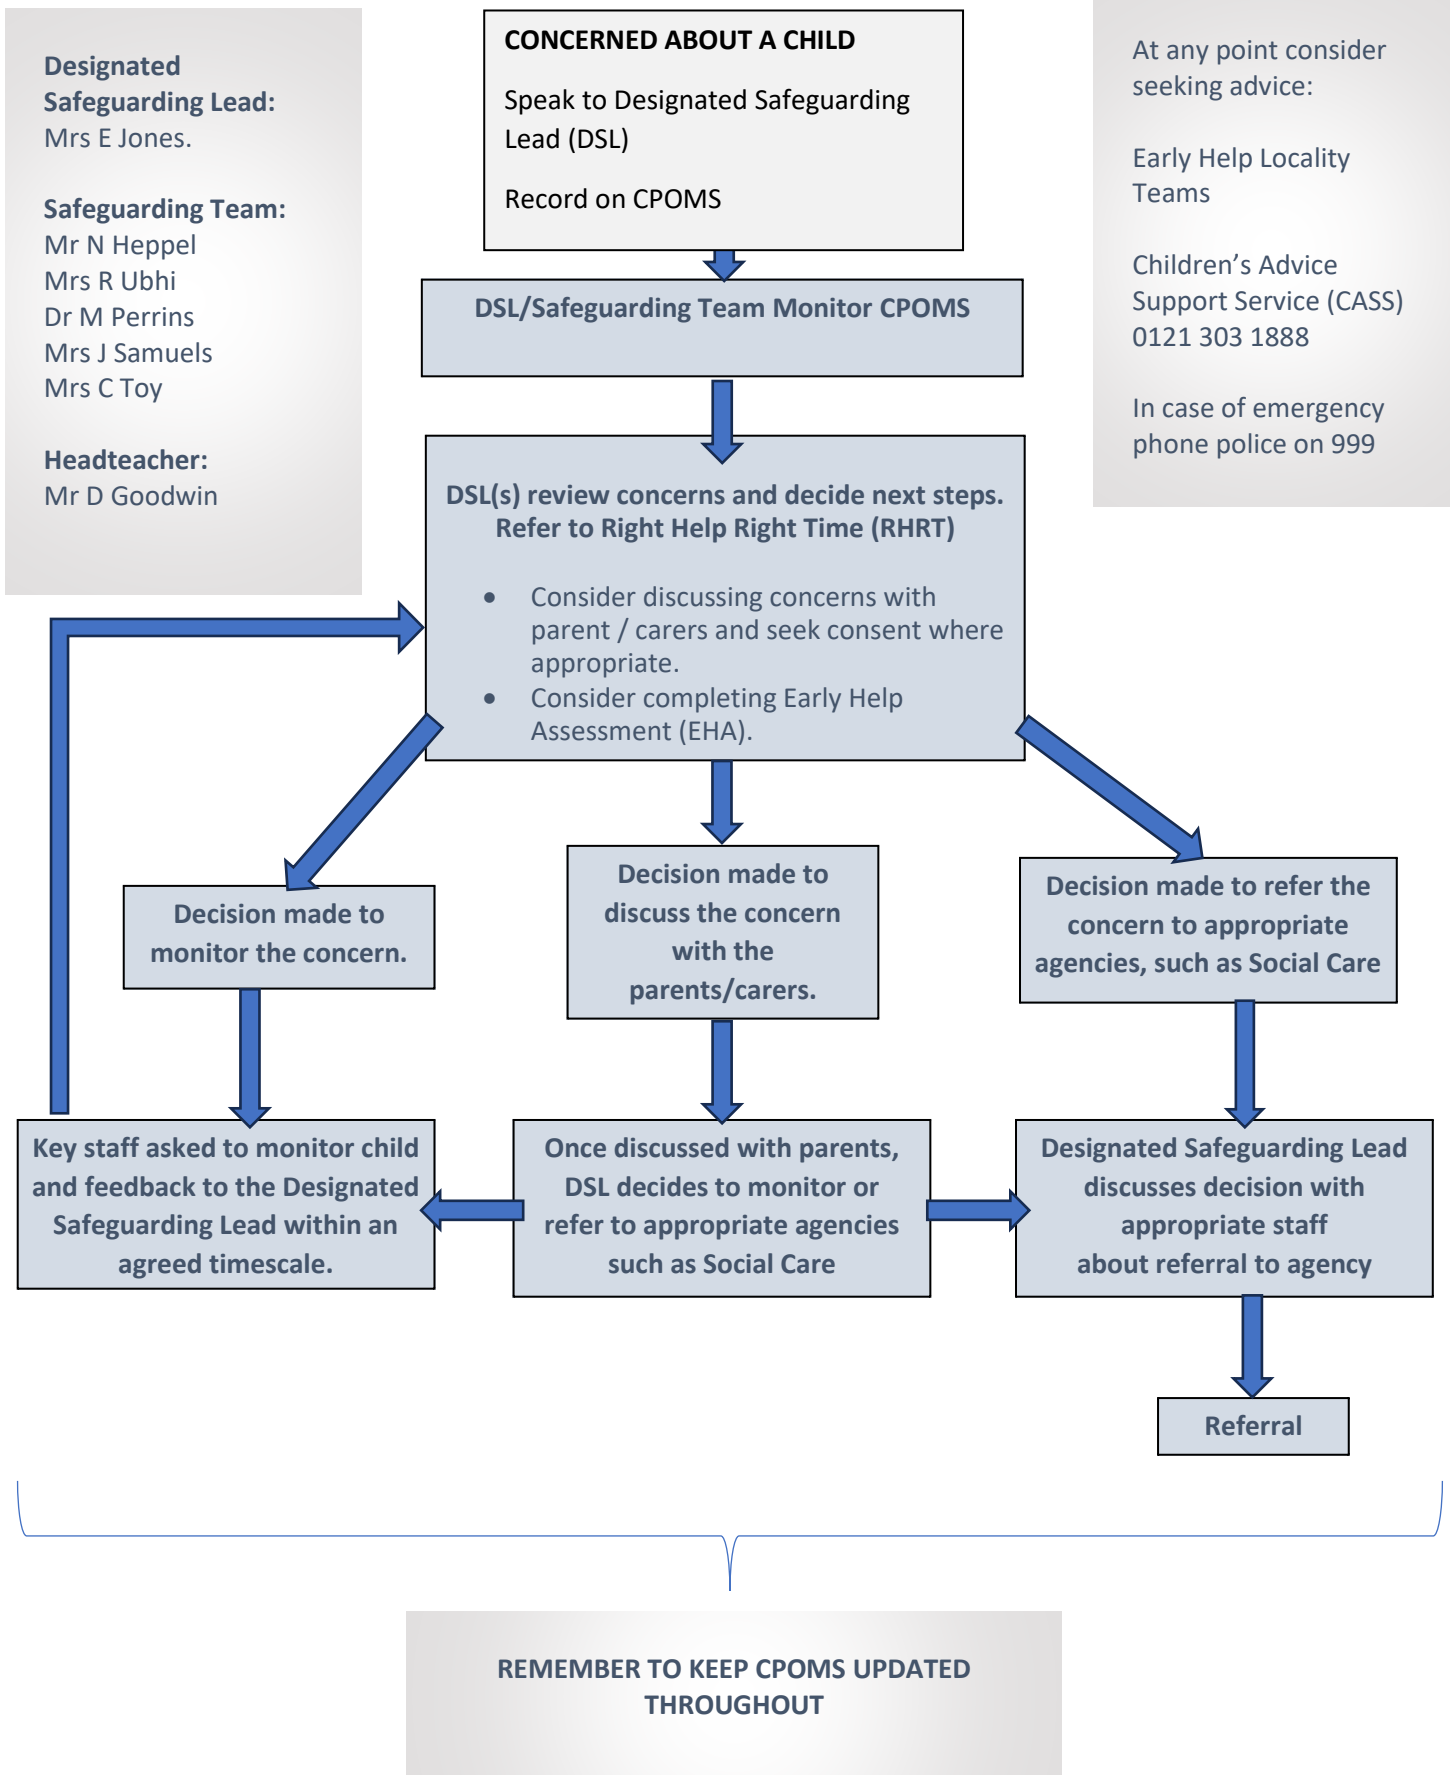 Designated
Safeguarding Lead:
Mrs E Jones.
Safeguarding Team:
Mr N Heppel
Mrs R Ubhi
Dr M Perrins
Mrs J Samuels
Mrs C Toy
Headteacher:
Mr D Goodwin
CONCERNED ABOUT A CHILD
Speak to Designated Safeguarding
Lead (DSL)
Record on CPOMS
At any point consider
seeking advice:
Early Help Locality
Teams
Children’s Advice
Support Service (CASS)
0121 303 1888
In case of emergency
phone police on 999
DSL/Safeguarding Team Monitor CPOMS
DSL(s) review concerns and decide next steps.
Refer to Right Help Right Time (RHRT)
• Consider discussing concerns with
parent / carers and seek consent where
appropriate.
• Consider completing Early Help
Assessment (EHA).
Decision made to
monitor the concern.
Decision made to
discuss the concern
with the
parents/carers.
Decision made to refer the
concern to appropriate
agencies, such as Social Care
Key staff asked to monitor child
and feedback to the Designated
Safeguarding Lead within an
agreed timescale.
Once discussed with parents,
DSL decides to monitor or
refer to appropriate agencies
such as Social Care
Designated Safeguarding Lead
discusses decision with
appropriate staff
about referral to agency
Referral
REMEMBER TO KEEP CPOMS UPDATED
THROUGHOUT